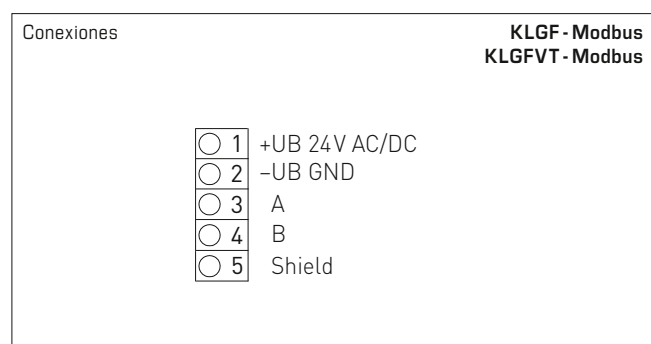 Conexiones
KLGF - Modbus
KLGFVT - Modbus
1 +UB 24V AC/DC
2 –UB GND
3 A
4 B
5 Shield